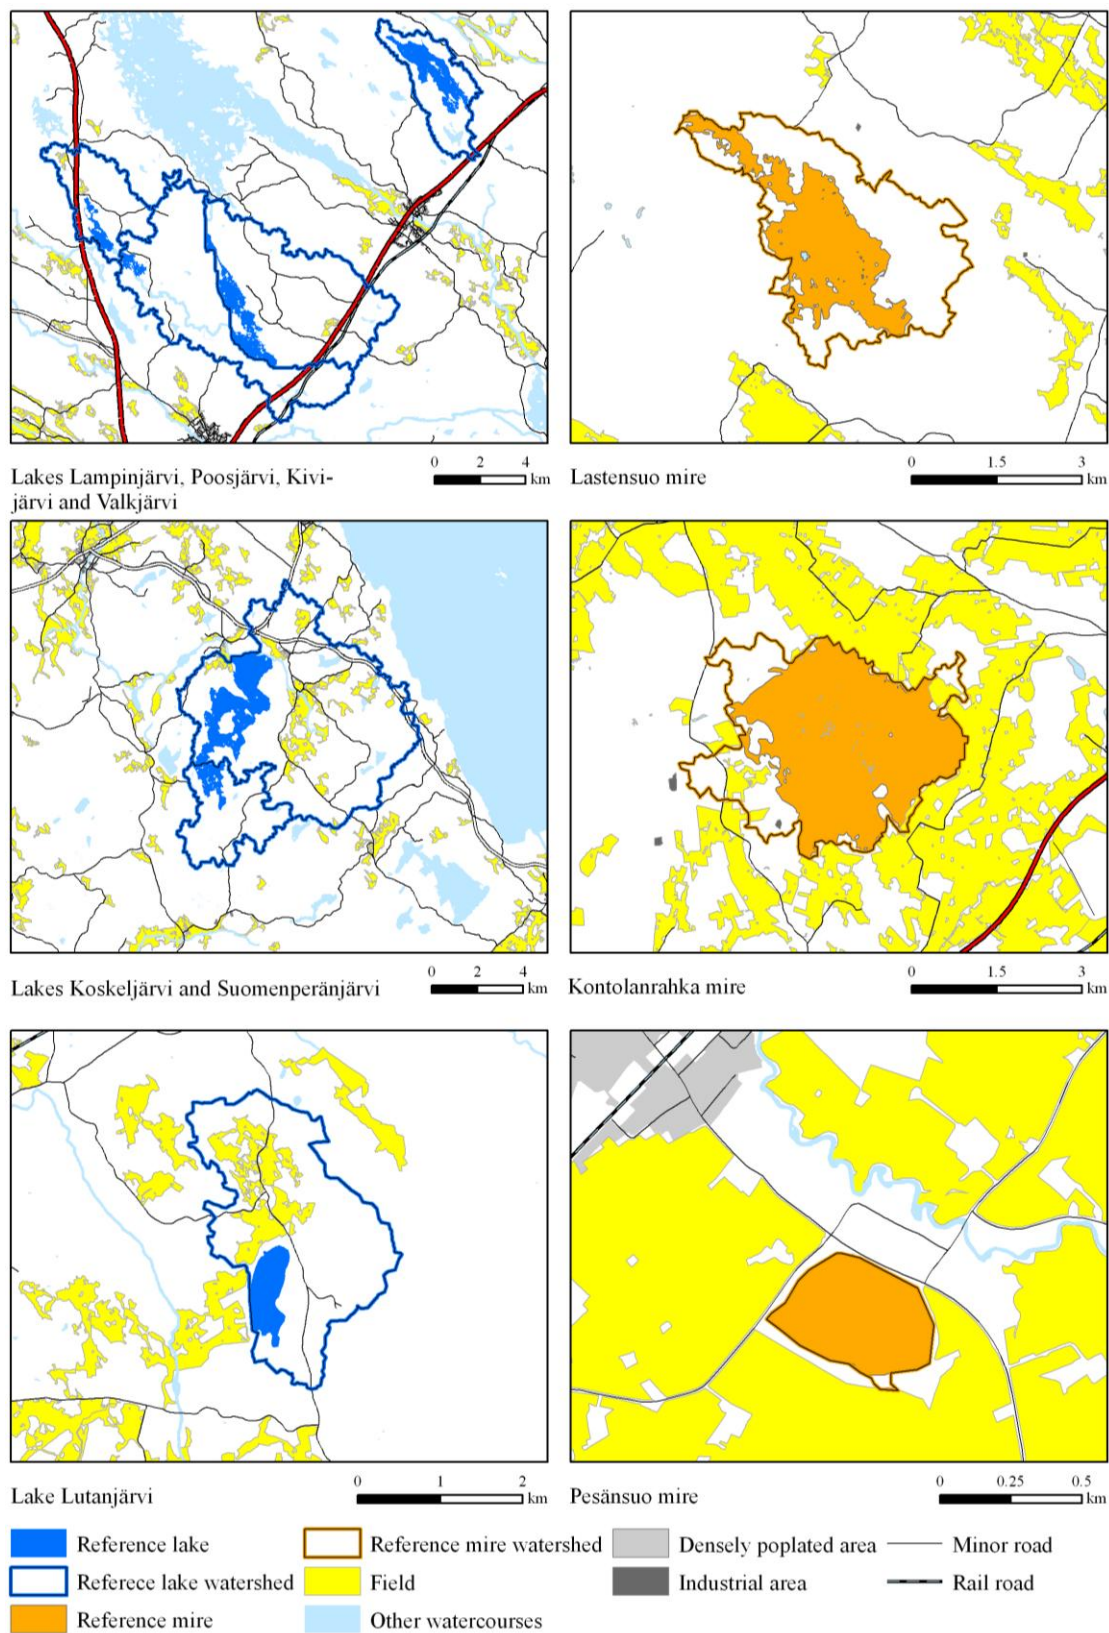 0 2 4
km
Lakes Lampinjärvi, Poosjärvi, Kivi-
järvi and Valkjärvi
0 1.5 3
km
Lastensuo mire
0 2 4
km
Lakes Koskeljärvi and Suomenperänjärvi
0 1.5 3
km
Kontolanrahka mire
0 1 2
km
Lake Lutanjärvi
0 0.25 0.5
km
Pesänsuo mire
Reference lake
Referece lake watershed
Reference mire
Reference mire watershed
Field
Other watercourses
Densely poplated area
Industrial area
Minor road
Rail road